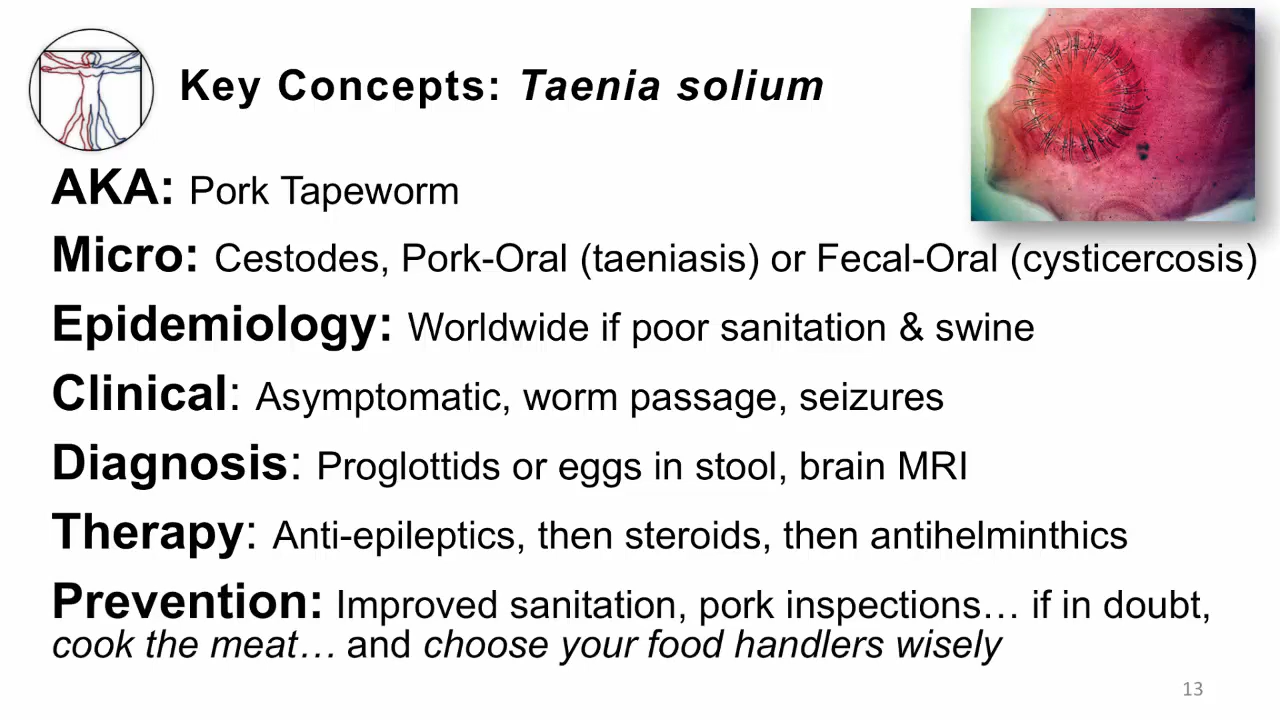 Key Concepts: Taenia solium
AKA: Pork Tapeworm
Micro: Cestodes, Pork-Oral (taeniasis) or Fecal-Oral (cysticercosis)
Epidemiology: Worldwide if poor sanitation & swine
Clinical: Asymptomatic, worm passage, seizures
Diagnosis: Proglottids or eggs in stool, brain MRI
Therapy: Anti-epileptics, then steroids, then antihelminthics
Prevention: Improved sanitation, pork inspections… if in doubt,
cook the meat… and choose your food handlers wisely
13